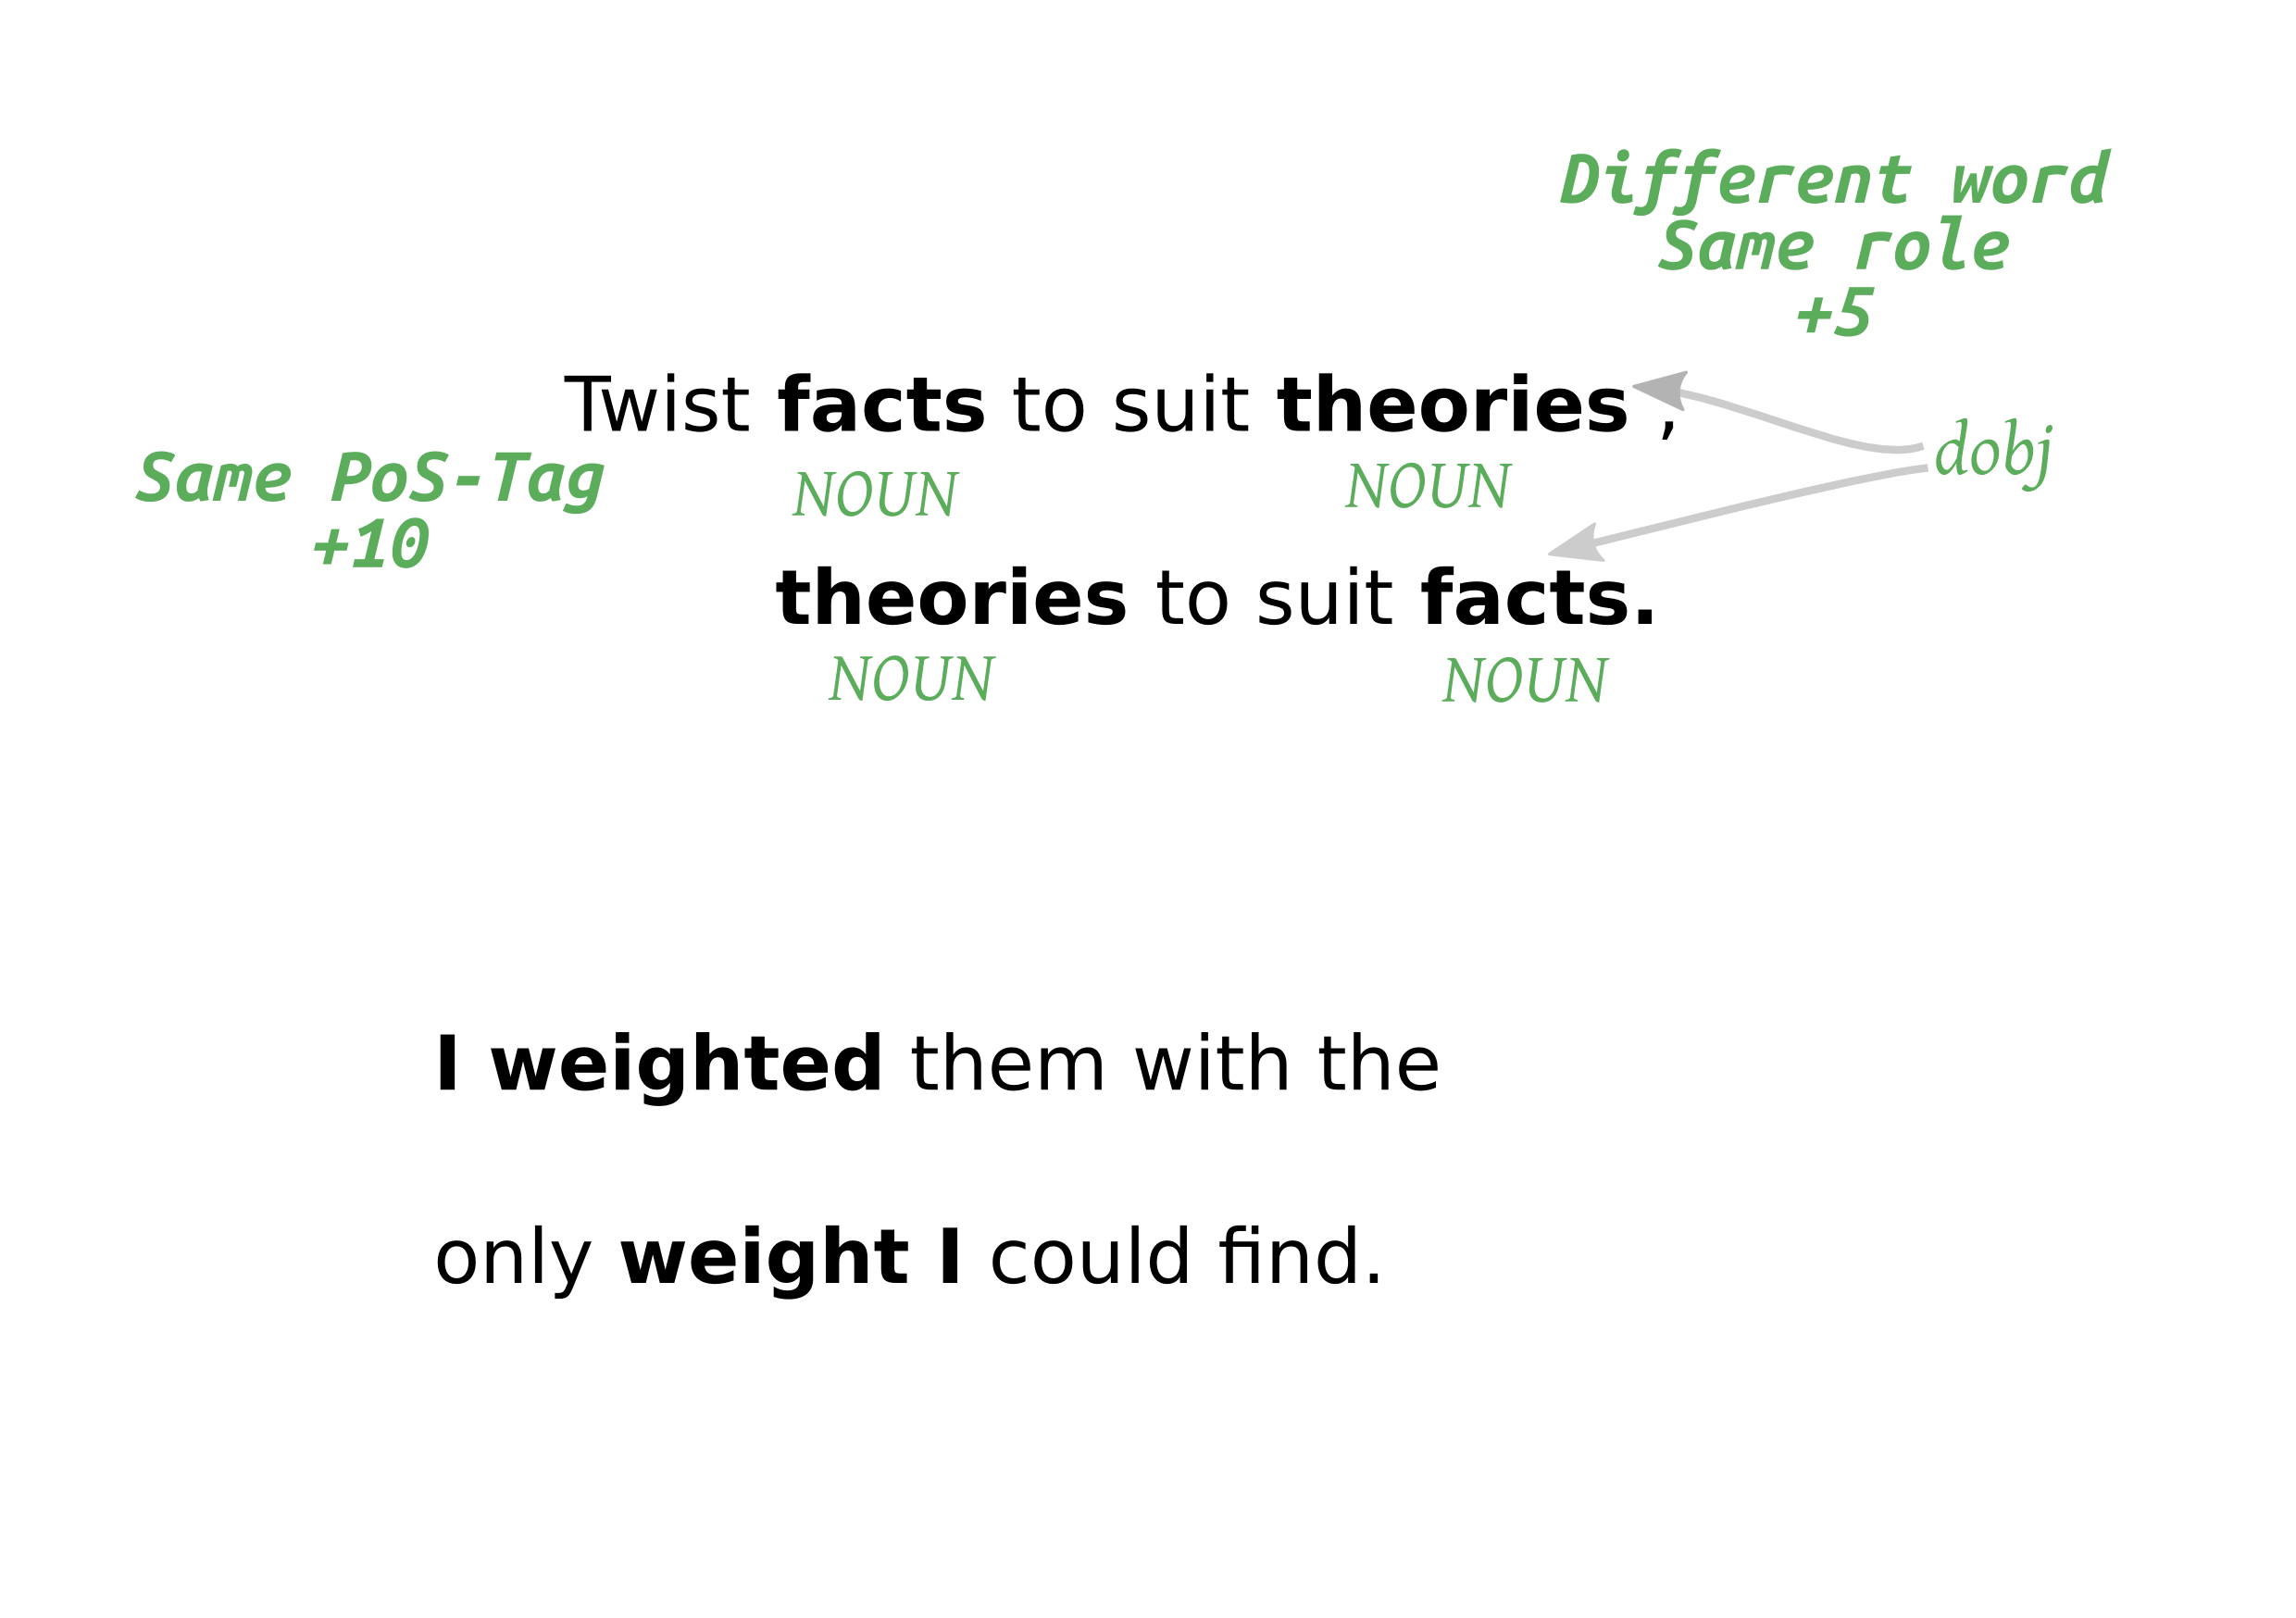 Different word
Same role
+5
Twist facts to suit theories ,
dobj
Same PoS-Tag
+10
NOUN NOUN
theories to suit facts.
NOUN NOUN
I weighted them with the
only weight I could find.